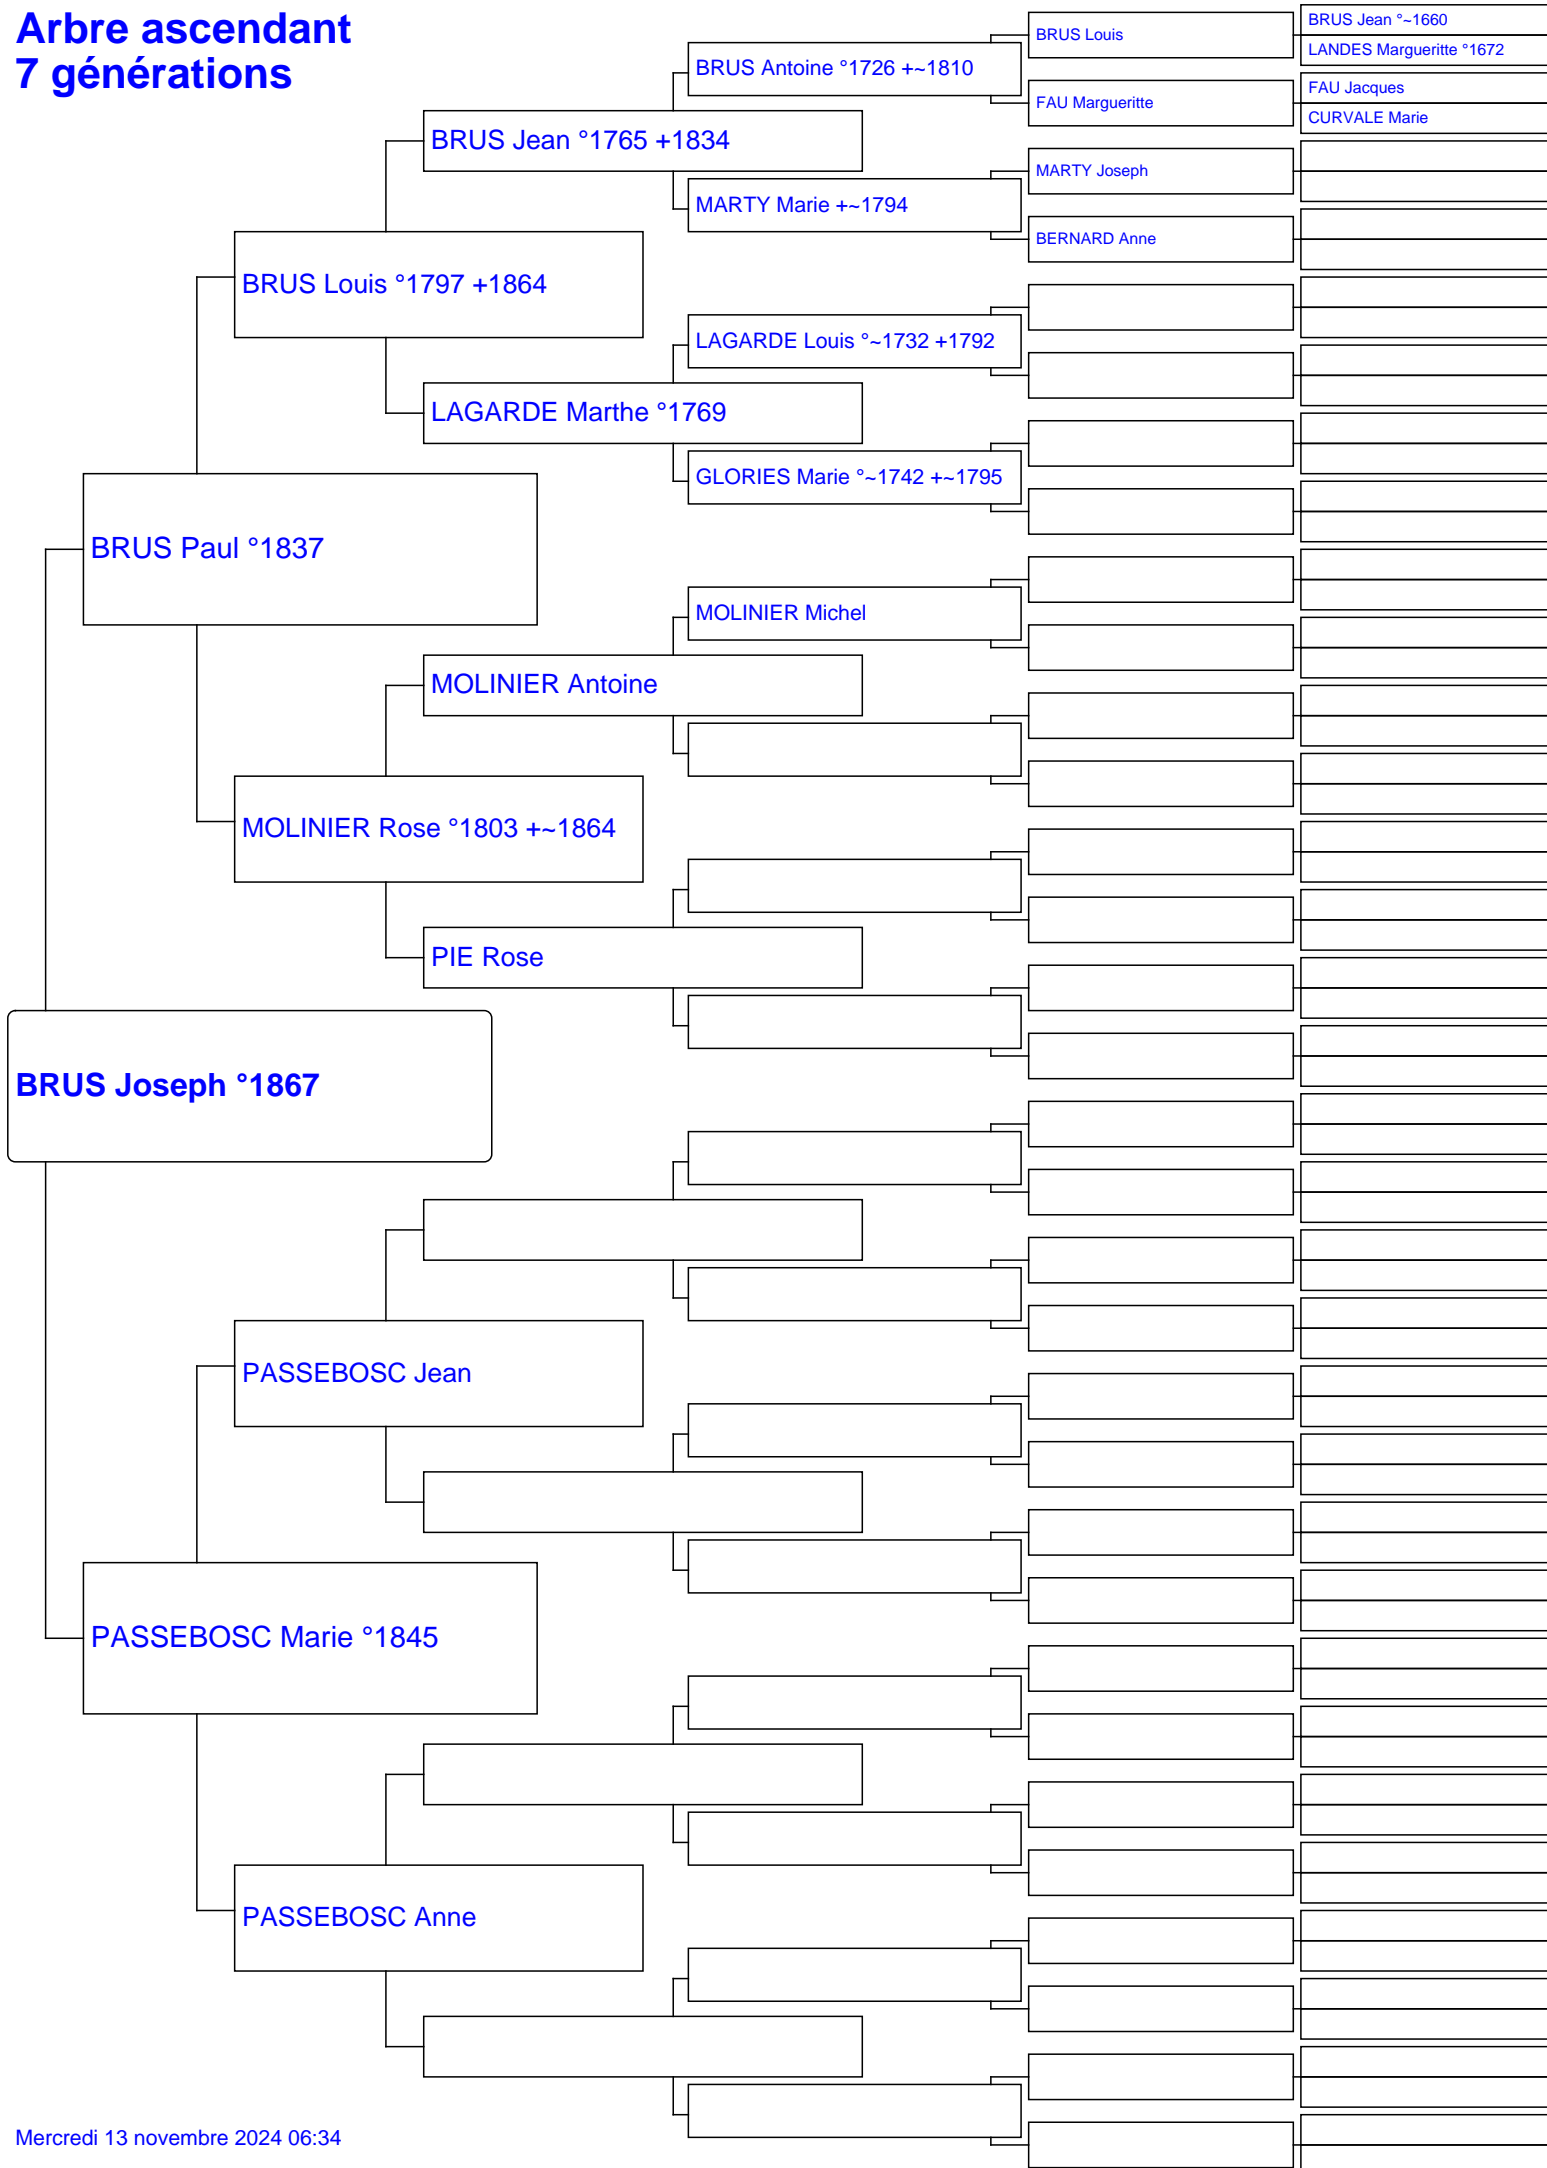 Arbre ascendant
7 générations
BRUS Jean °~1660
BRUS Louis
LANDES Margueritte °1672
BRUS Antoine °1726 +~1810
FAU Jacques
FAU Margueritte
CURVALE Marie
BRUS Jean °1765 +1834
MARTY Joseph
MARTY Marie +~1794
BERNARD Anne
BRUS Louis °1797 +1864
LAGARDE Louis °~1732 +1792
LAGARDE Marthe °1769
GLORIES Marie °~1742 +~1795
BRUS Paul °1837
MOLINIER Michel
MOLINIER Antoine
MOLINIER Rose °1803 +~1864
PIE Rose
BRUS Joseph °1867
PASSEBOSC Jean
PASSEBOSC Marie °1845
PASSEBOSC Anne
Mercredi 13 novembre 2024 06:34